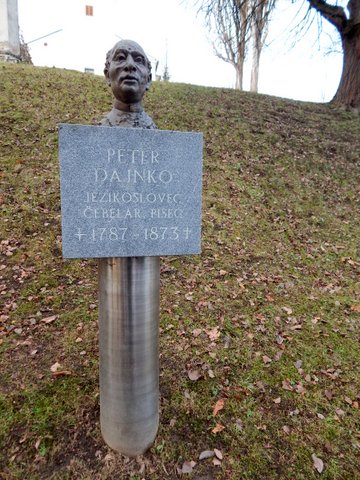 PETER
DAJNKO
JEZIKOSLOVEC
ČEBELAR, PISEC
+ 1787 - 1873 †